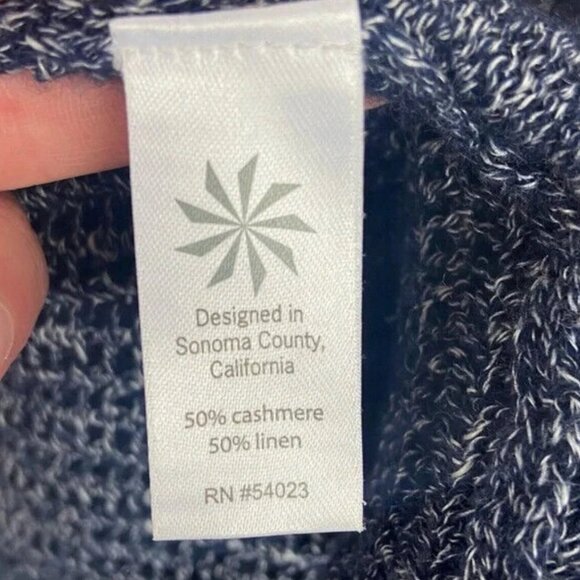 Designed in
Sonoma County,
California
50% cashmere
50% linen
RN #54023